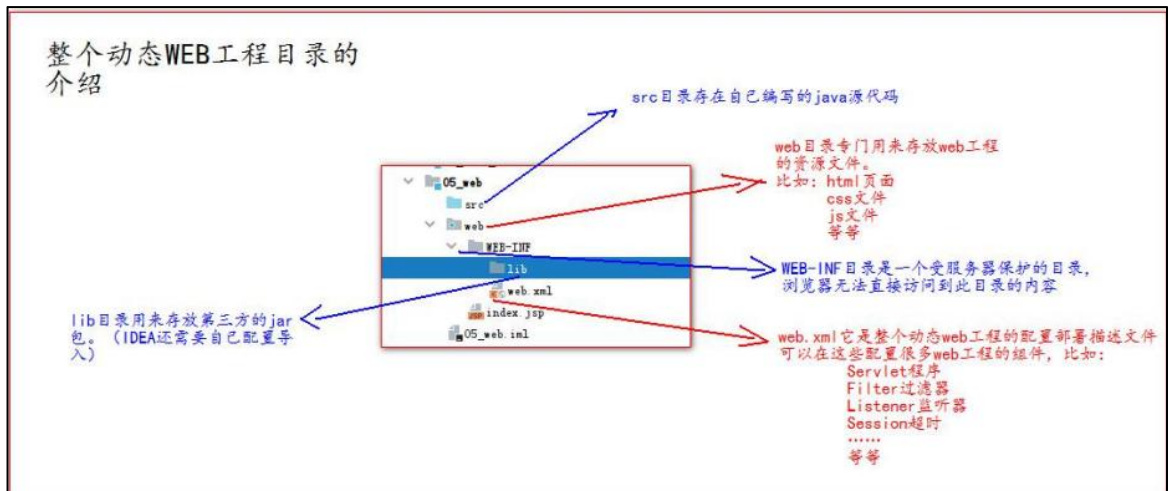 整个动态WEB工程目录的
介绍
src目录存在自己编写的java源代码
web目录专门用来存放web工程
的资源文件。
比如: html页面
css文件
js文件
等等
05_web
src
web
WEB-INF
lib
web.xml
index.jsp
05_web.iml
WEB-INF目录是一个受服务器保护的目录,
浏览器无法直接访问到此目录的内容
lib目录用来存放第三方的jar
包。(IDEA还需要自己配置导
入)
web.xml它是整个动态web工程的配置部署描述文件
可以在这些配置很多web工程的组件, 比如:
Servlet程序
Filter过滤器
Listener监听器
Session超时
......
等等